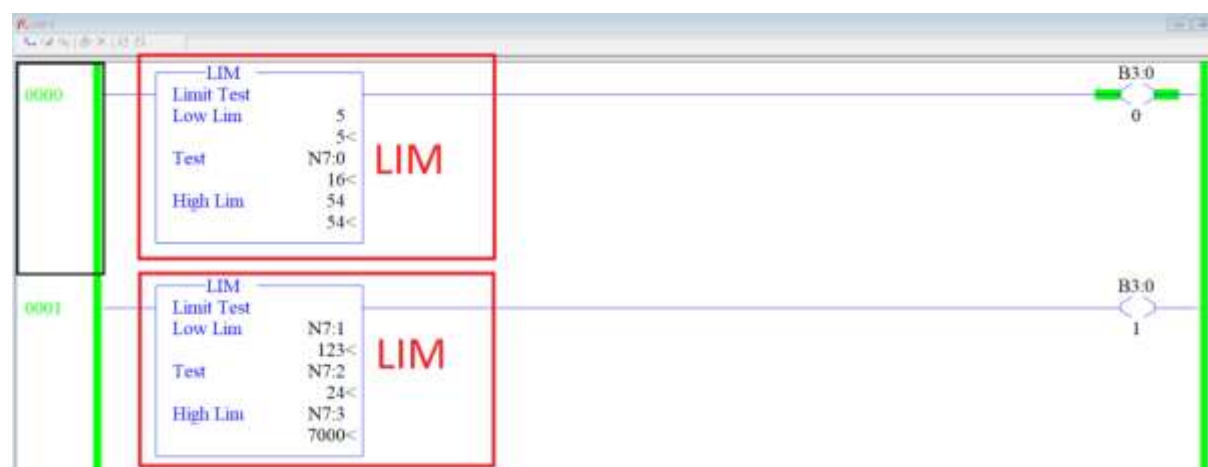 LIM
B3:0
0000
Limit Test
Low Lim 5
0
5<
Test N7:0
LIM
16<
High Lim 54
54<
LIM
B3:0
0001
Limit Test
Low Lim N7:1
1
123<
LIM
Test N7:2
24<
High Lim N7:3
7000<